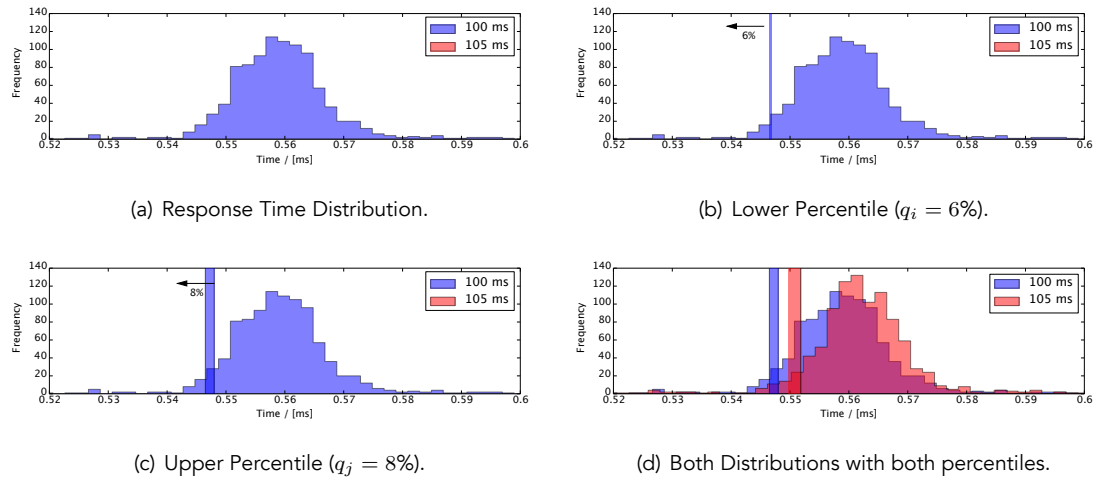 140
120
100
80
60
40
20
0
Frequency
0.52 0.53 0.54 0.55 0.56 0.57 0.58 0.59 0.6
Time / [ms]
100 ms
105 ms
(a) Response Time Distribution.
140
120
100
80
60
40
20
0
Frequency
6%
0.52 0.53 0.54 0.55 0.56 0.57 0.58 0.59 0.6
Time / [ms]
100 ms
105 ms
(b) Lower Percentile (qᵢ = 6%).
140
120
100
80
60
40
20
0
Frequency
8%
0.52 0.53 0.54 0.55 0.56 0.57 0.58 0.59 0.6
Time / [ms]
100 ms
105 ms
(c) Upper Percentile (qⱼ = 8%).
140
120
100
80
60
40
20
0
Frequency
0.52 0.53 0.54 0.55 0.56 0.57 0.58 0.59 0.6
Time / [ms]
100 ms
105 ms
(d) Both Distributions with both percentiles.